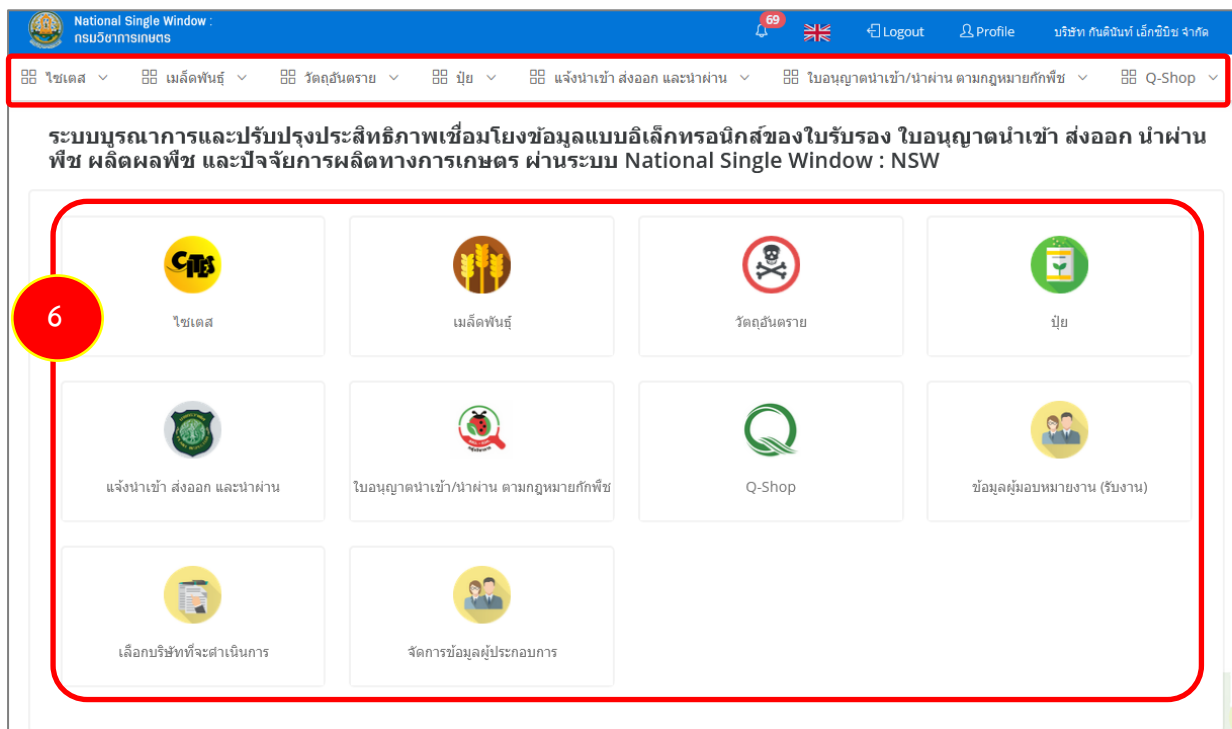 National Single Window :
กรมวิชาการเกษตร
69
Logout
Profile
บริษัท กันตินันท์ เอ็กซิบิช จำกัด
ไซเตส
เมล็ดพันธุ์
วัตถุอันตราย
ปุ๋ย
แจ้งนำเข้า ส่งออก และนำผ่าน
ใบอนุญาตนำเข้า/นำผ่าน ตามกฎหมายกักพืช
Q-Shop
ระบบบูรณาการและปรับปรุงประสิทธิภาพเชื่อมโยงข้อมูลแบบอิเล็กทรอนิกส์ของใบรับรอง ใบอนุญาตนำเข้า ส่งออก นำผ่าน
พืช ผลิตผลพืช และปัจจัยการผลิตทางการเกษตร ผ่านระบบ National Single Window : NSW
CITES
6
ไซเตส
เมล็ดพันธุ์
วัตถุอันตราย
ปุ๋ย
แจ้งนำเข้า ส่งออก และนำผ่าน
ใบอนุญาตนำเข้า/นำผ่าน ตามกฎหมายกักพืช
Q-Shop
ข้อมูลผู้มอบหมายงาน (รับงาน)
เลือกบริษัทที่จะดำเนินการ
จัดการข้อมูลผู้ประกอบการ